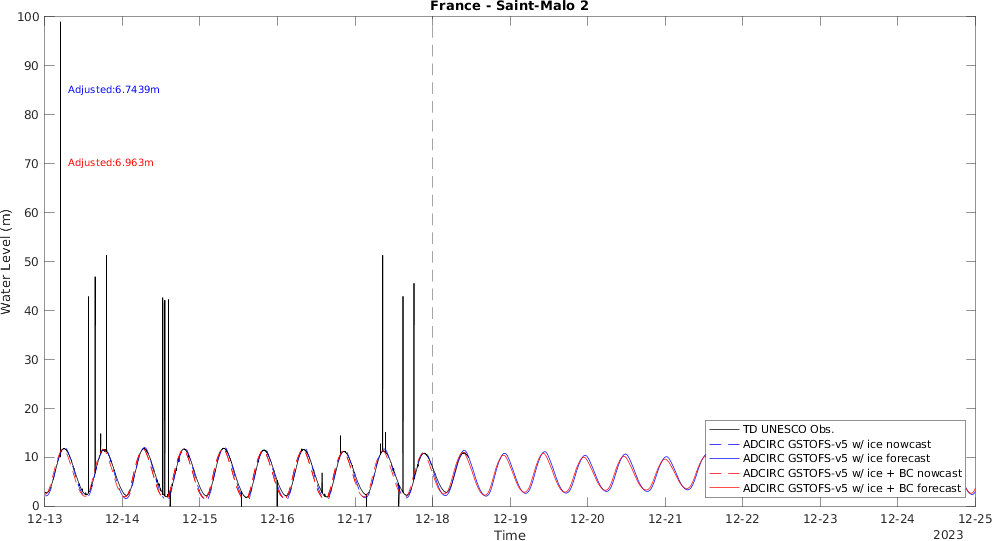 France - Saint-Malo 2
Water Level (m)
100
90
80
70
60
50
40
30
20
10
0
Adjusted:6.7439m
Adjusted:6.963m
TD UNESCO Obs.
ADCIRC GSTOFS-v5 w/ ice nowcast
ADCIRC GSTOFS-v5 w/ ice forecast
ADCIRC GSTOFS-v5 w/ ice + BC nowcast
ADCIRC GSTOFS-v5 w/ ice + BC forecast
12-13 12-14 12-15 12-16 12-17 12-18 12-19 12-20 12-21 12-22 12-23 12-24 12-25
Time
2023